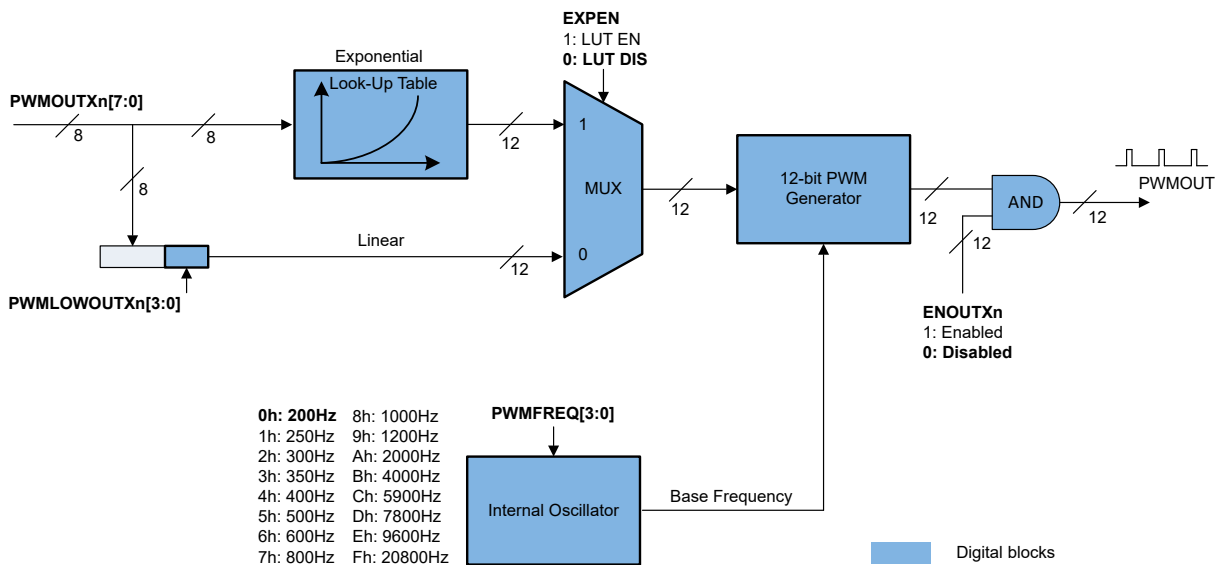 EXPEN
1: LUT EN
0: LUT DIS
Exponential
Look-Up Table
PWMOUTXn[7:0]
8
8
12
1
8
MUX
12
12-bit PWM
Generator
12
AND
12
PWMOUT
Linear
12
0
12
PWMLOWOUTXn[3:0]
ENOUTXn
1: Enabled
0: Disabled
0h: 200Hz 8h: 1000Hz
1h: 250Hz 9h: 1200Hz
2h: 300Hz Ah: 2000Hz
3h: 350Hz Bh: 4000Hz
4h: 400Hz Ch: 5900Hz
5h: 500Hz Dh: 7800Hz
6h: 600Hz Eh: 9600Hz
7h: 800Hz Fh: 20800Hz
PWMFREQ[3:0]
Internal Oscillator
Base Frequency
Digital blocks